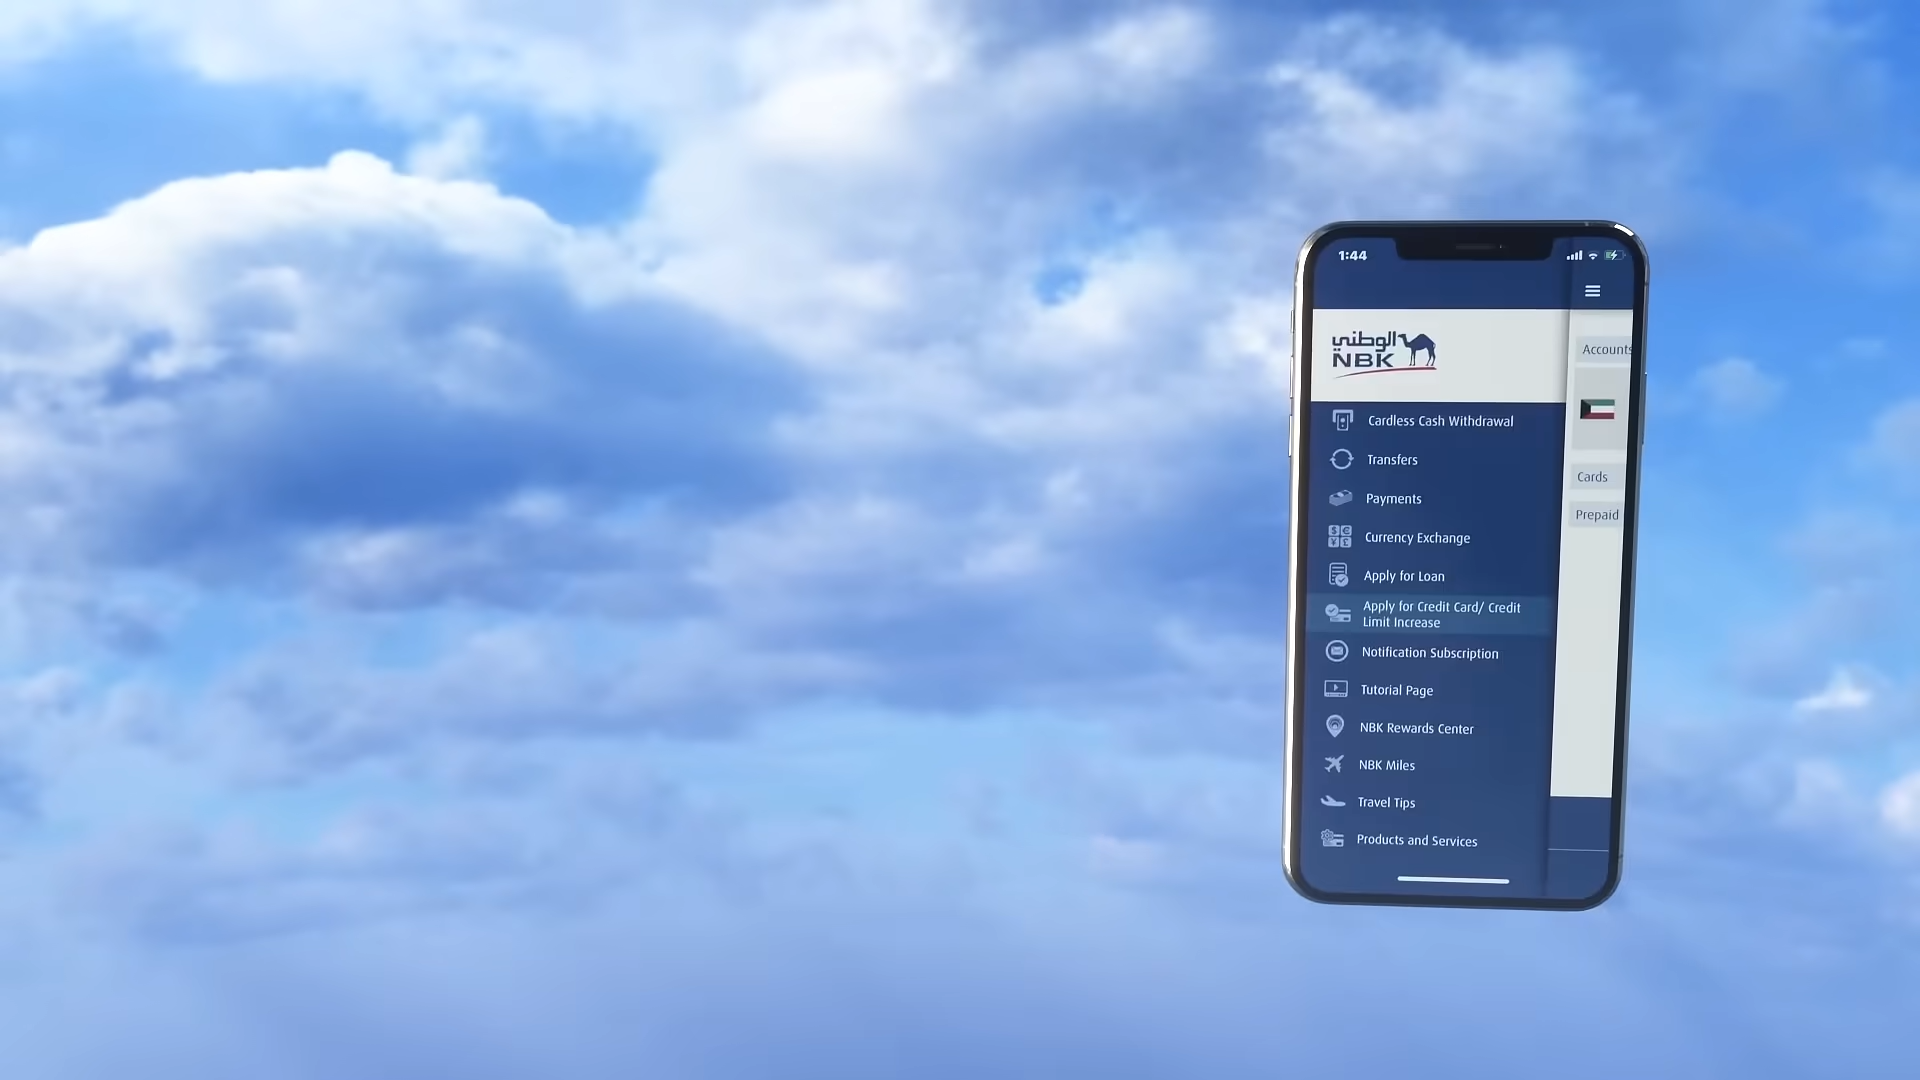 1:44
الوطني
NBK
Accounts
Cardless Cash Withdrawal
Transfers
Payments
Cards
Prepaid
Currency Exchange
Apply for Loan
Apply for Credit Card/ Credit
Limit Increase
Notification Subscription
Tutorial Page
NBK Rewards Center
NBK Miles
Travel Tips
Products and Services